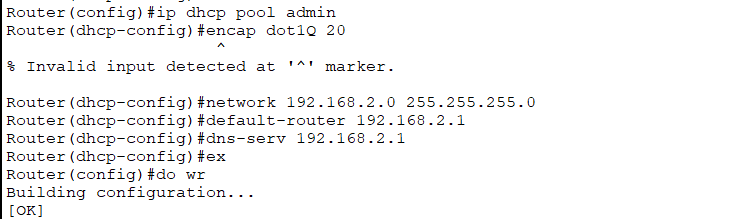 Router(config)#ip dhcp pool admin
Router(dhcp-config)#encap dot1Q 20
^
% Invalid input detected at '^' marker.
Router(dhcp-config)#network 192.168.2.0 255.255.255.0
Router(dhcp-config)#default-router 192.168.2.1
Router(dhcp-config)#dns-serv 192.168.2.1
Router(dhcp-config)#ex
Router(config)#do wr
Building configuration...
[OK]